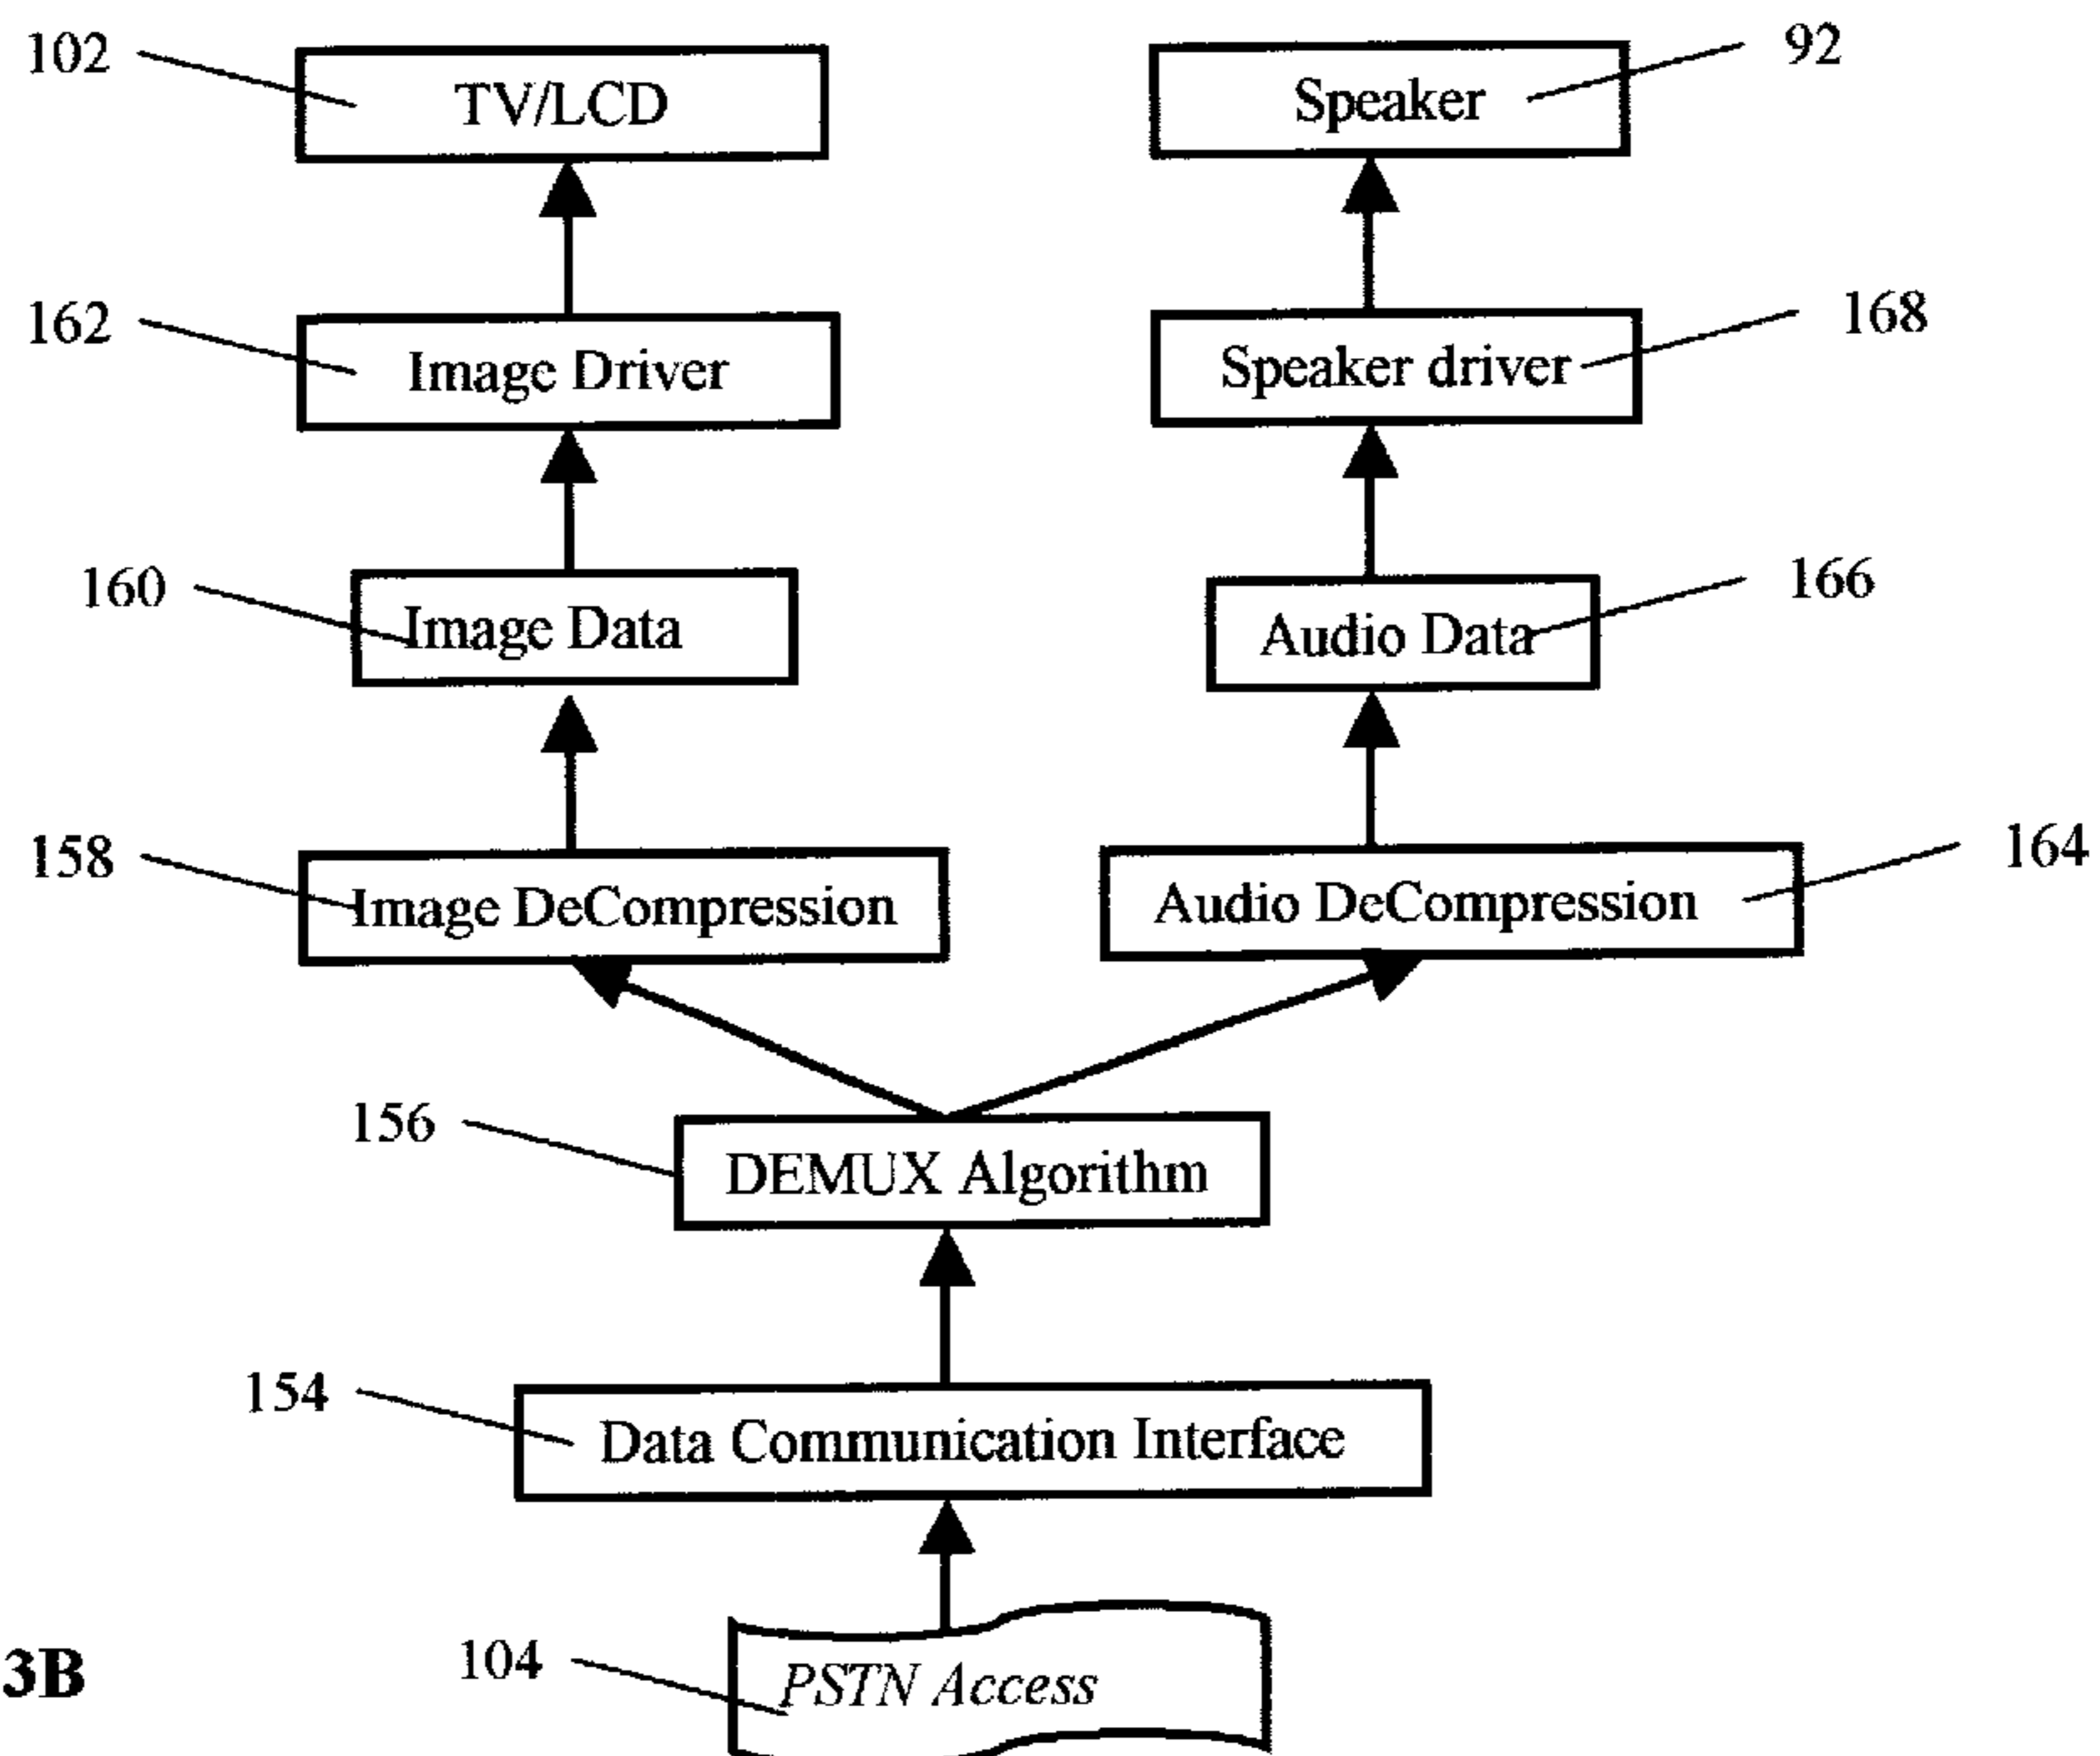 102 TV/LCD Speaker 92
162 Image Driver Speaker driver 168
160 Image Data Audio Data 166
158 Image DeCompression Audio DeCompression 164
156 DEMUX Algorithm
154 Data Communication Interface
3B 104 PSTN Access